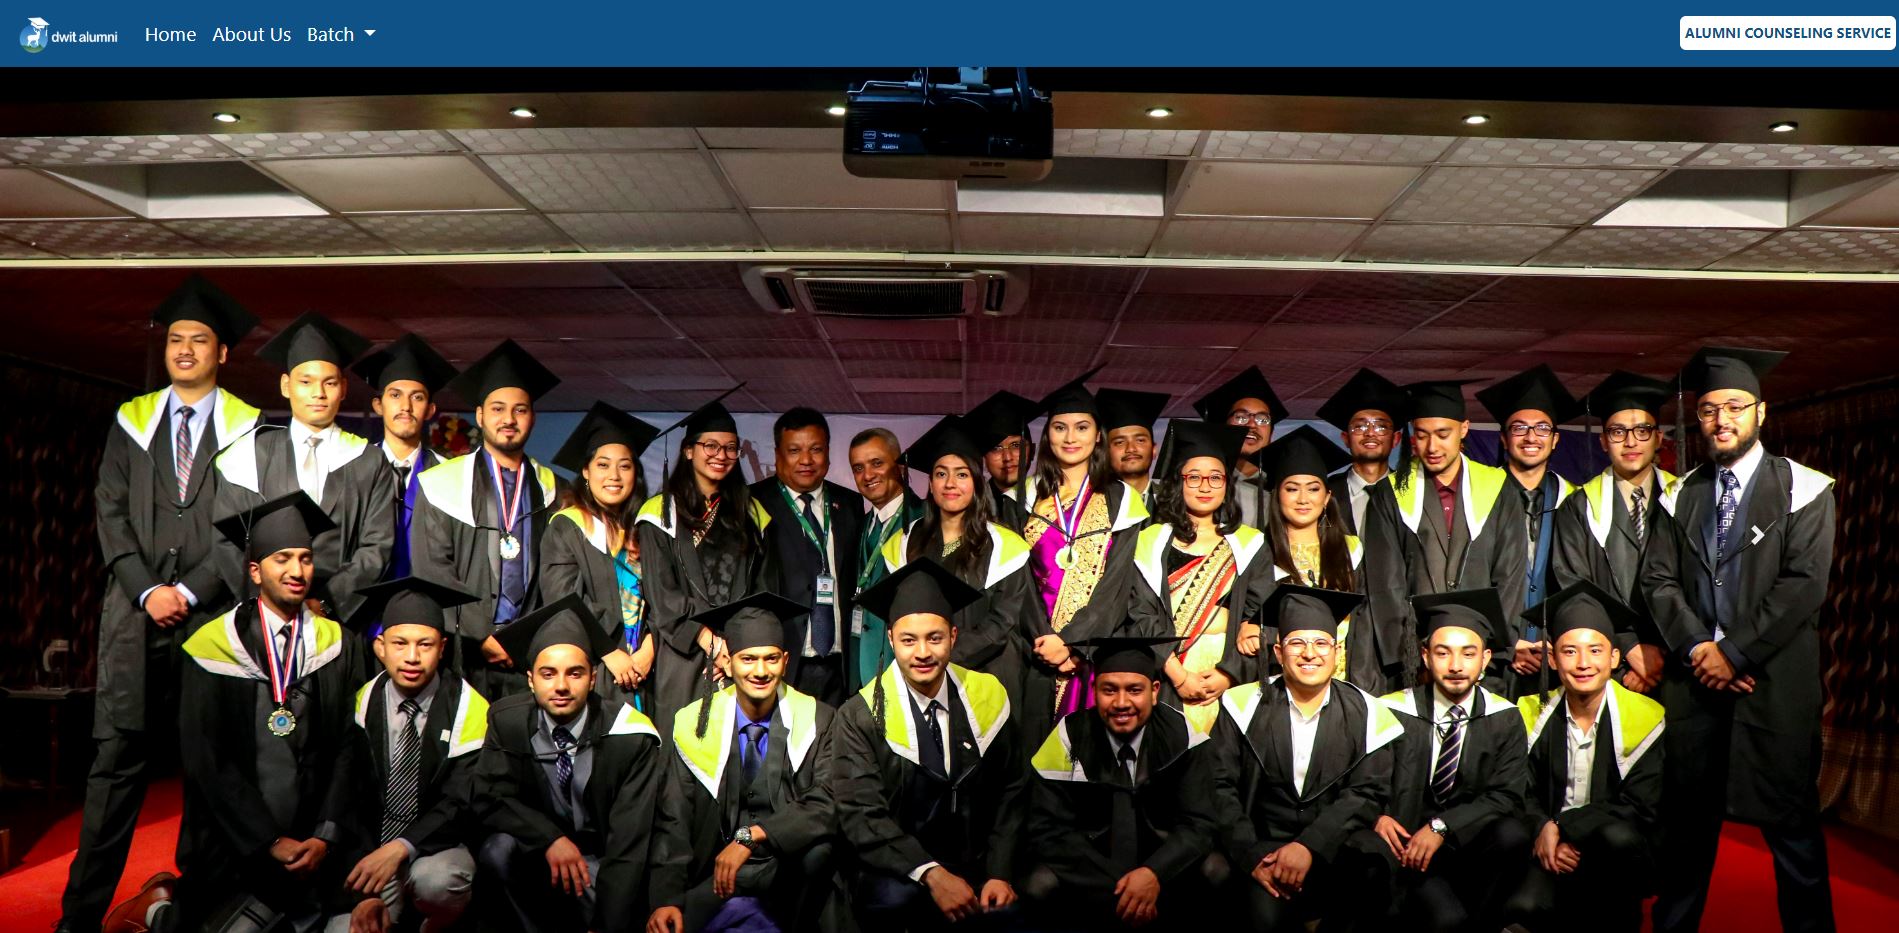 dwit alumni
Home
About Us
Batch
ALUMNI COUNSELING SERVICE